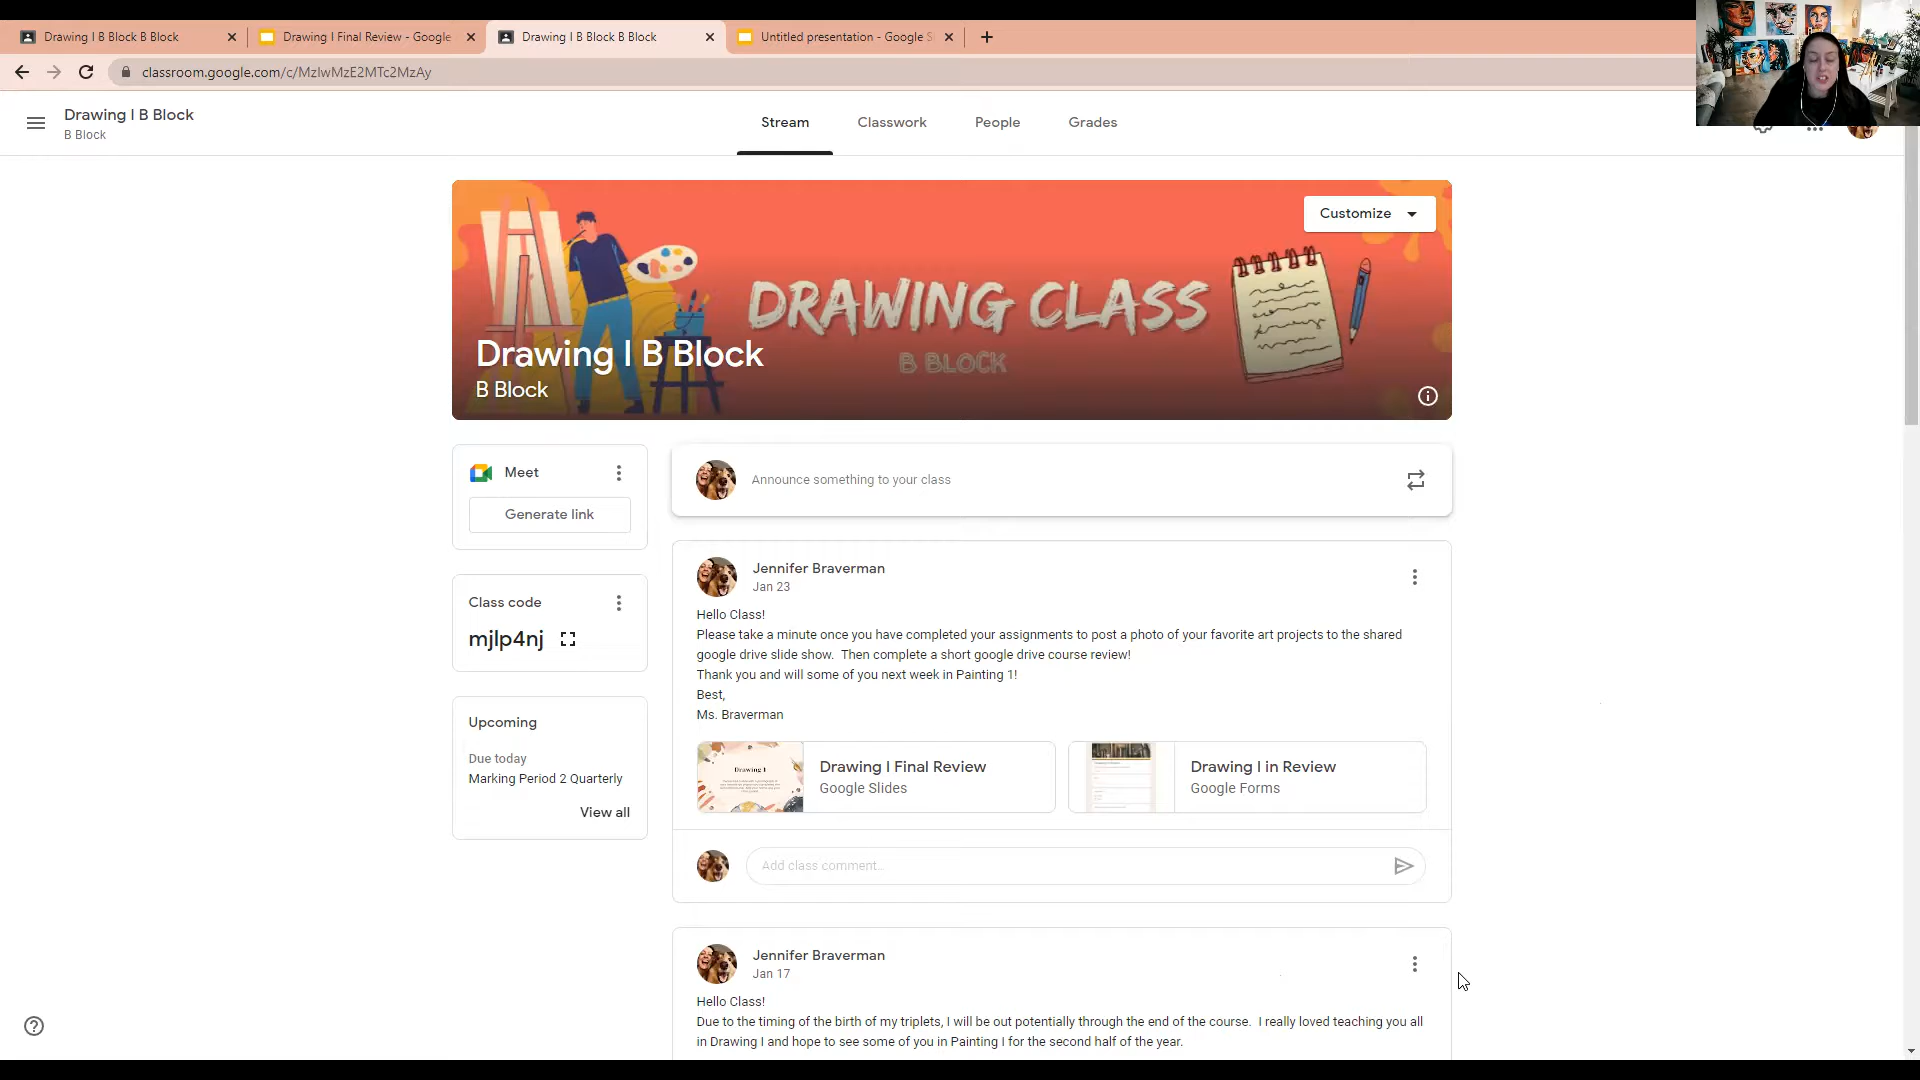 Drawing I B Block B Block
Drawing I Final Review - Google
Drawing I B Block B Block
Untitled presentation - Google S
classroom.google.com/c/MzIwMzE2MTc2MzAy
Drawing I B Block
B Block
Stream
Classwork
People
Grades
Customize
DRAWING CLASS
B BLOCK
Drawing I B Block
B Block
Meet
Generate link
Class code
mjlp4nj
Upcoming
Due today
Marking Period 2 Quarterly
View all
Announce something to your class
Jennifer Braverman
Jan 23
Hello Class!
Please take a minute once you have completed your assignments to post a photo of your favorite art projects to the shared
google drive slide show.  Then complete a short google drive course review!
Thank you and will some of you next week in Painting 1!
Best,
Ms. Braverman
Drawing I
Drawing I Final Review
Google Slides
Drawing I in Review
Google Forms
Add class comment...
Jennifer Braverman
Jan 17
Hello Class!
Due to the timing of the birth of my triplets, I will be out potentially through the end of the course.  I really loved teaching you all
in Drawing I and hope to see some of you in Painting I for the second half of the year.